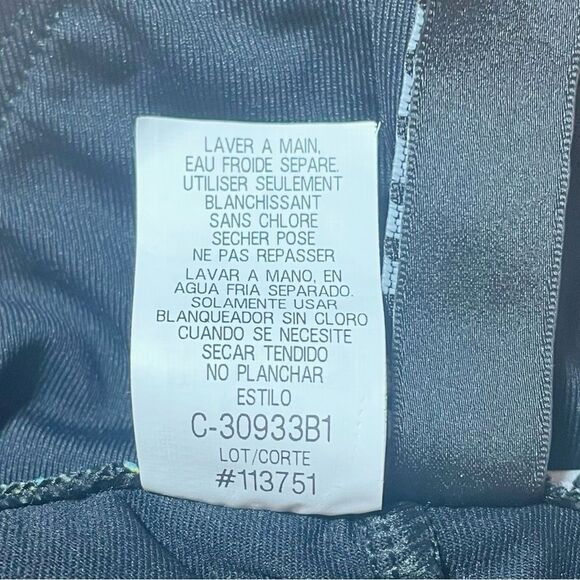 LAVER A MAIN,
EAU FROIDE SEPARE.
UTILISER SEULEMENT
BLANCHISSANT
SANS CHLORE
SECHER POSE
NE PAS REPASSER
LAVAR A MANO, EN
AGUA FRIA SEPARADO.
SOLAMENTE USAR
BLANQUEADOR SIN CLORO
CUANDO SE NECESITE
SECAR TENDIDO
NO PLANCHAR
ESTILO
C-30933B1
LOT/CORTE
#113751